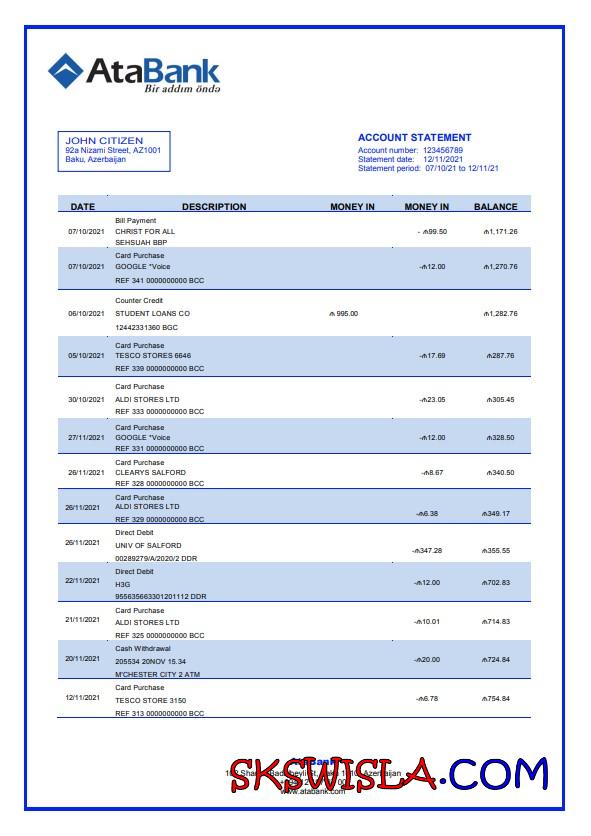 AtaBank
Bir addım öndə
JOHN CITIZEN
92a Nizami Street, AZ1001
Baku, Azerbaijan
ACCOUNT STATEMENT
Account number: 123456789
Statement date: 12/11/2021
Statement period: 07/10/21 to 12/11/21
DATE DESCRIPTION MONEY IN MONEY IN BALANCE
Bill Payment
07/10/2021 CHRIST FOR ALL - ₼99.50 ₼1,171.26
SEHSUAH BBP
Card Purchase
07/10/2021 GOOGLE *Voice -₼12.00 ₼1,270.76
REF 341 0000000000 BCC
Counter Credit
06/10/2021 STUDENT LOANS CO ₼ 995.00 ₼1,282.76
12442331360 BGC
Card Purchase
05/10/2021 TESCO STORES 6646 -₼17.69 ₼287.76
REF 339 0000000000 BCC
Card Purchase
30/10/2021 ALDI STORES LTD -₼23.05 ₼305.45
REF 333 0000000000 BCC
Card Purchase
27/11/2021 GOOGLE *Voice -₼12.00 ₼328.50
REF 331 0000000000 BCC
Card Purchase
26/11/2021 CLEARYS SALFORD -₼8.67 ₼340.50
REF 328 0000000000 BCC
Card Purchase
26/11/2021 ALDI STORES LTD -₼6.38 ₼349.17
REF 329 0000000000 BCC
Direct Debit
26/11/2021 UNIV OF SALFORD -₼347.28 ₼355.55
00289279/A/2020/2 DDR
Direct Debit
22/11/2021 H3G -₼12.00 ₼702.83
955635663301201112 DDR
Card Purchase
21/11/2021 ALDI STORES LTD -₼10.01 ₼714.83
REF 325 0000000000 BCC
Cash Withdrawal
20/11/2021 205534 20NOV 15.34 -₼20.00 ₼724.84
M'CHESTER CITY 2 ATM
Card Purchase
12/11/2021 TESCO STORE 3150 -₼6.78 ₼754.84
REF 313 0000000000 BCC
AtaBank
Azerbaijan
www.atabank.com
SKSWISLA.COM